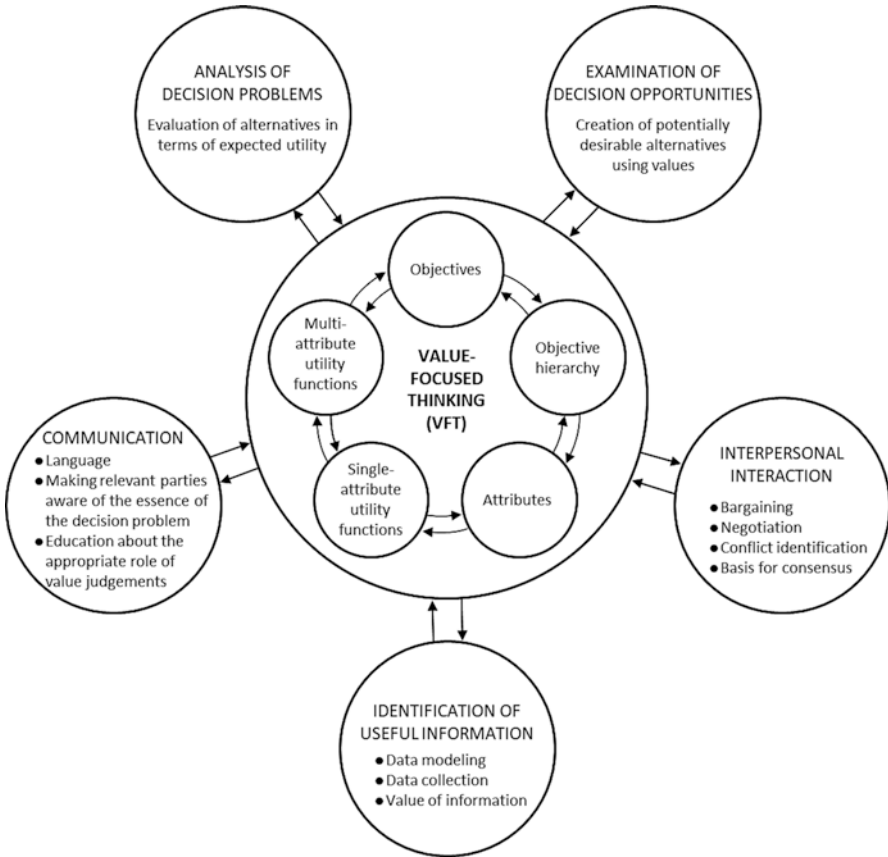 ANALYSIS OF
DECISION PROBLEMS
Evaluation of alternatives in
terms of expected utility
EXAMINATION OF
DECISION OPPORTUNITIES
Creation of potentially
desirable alternatives
using values
Objectives
Multi-
attribute
utility
functions
VALUE-
FOCUSED
THINKING
(VFT)
Objective
hierarchy
Single-
attribute
utility
functions
Attributes
COMMUNICATION
● Language
● Making relevant parties
aware of the essence of
the decision problem
● Education about the
appropriate role of
value judgements
INTERPERSONAL
INTERACTION
● Bargaining
● Negotiation
● Conflict identification
● Basis for consensus
IDENTIFICATION OF
USEFUL INFORMATION
● Data modeling
● Data collection
● Value of information